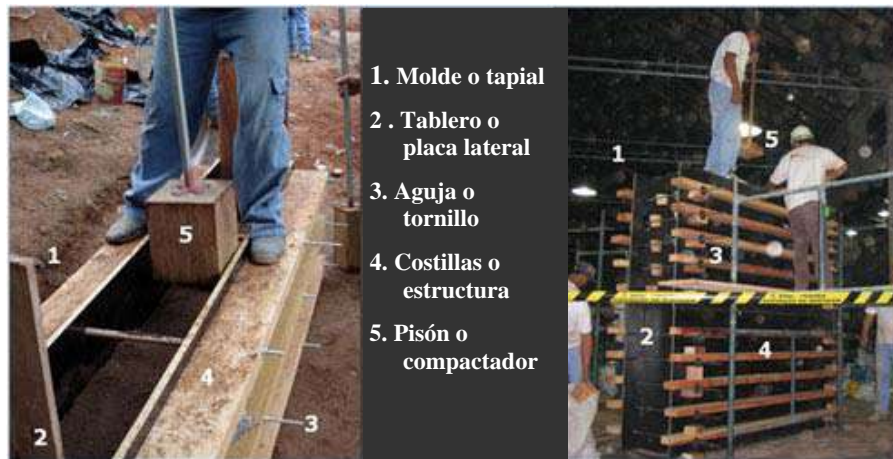 1. Molde o tapial
2 . Tablero o
placa lateral
3. Aguja o
tornillo
4. Costillas o
estructura
5. Pisón o
compactador
1
5
4
2
3
5
1
3
2
4